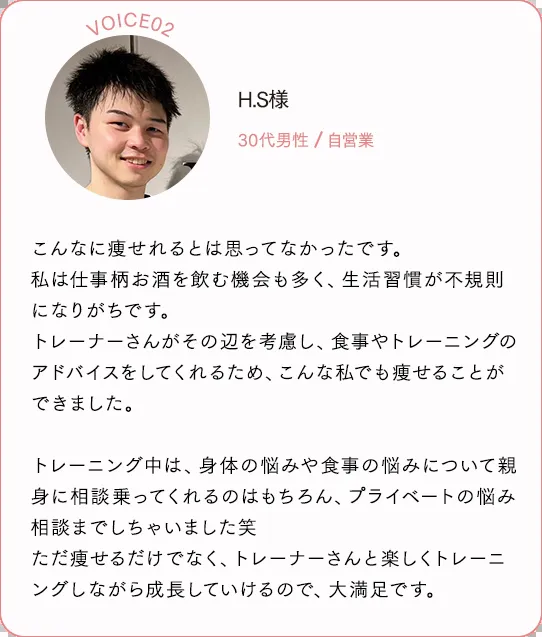 VOICE02
H.S様
30代男性 / 自営業
こんなに痩せれるとは思ってなかったです。
私は仕事柄お酒を飲む機会も多く、生活習慣が不規則
になりがちです。
トレーナーさんがその辺を考慮し、食事やトレーニングの
アドバイスをしてくれるため、こんな私でも痩せることが
できました。
トレーニング中は、身体の悩みや食事の悩みについて親
身に相談乗ってくれるのはもちろん、プライベートの悩み
相談までしちゃいました笑
ただ痩せるだけでなく、トレーナーさんと楽しくトレーニ
ングしながら成長していけるので、大満足です。